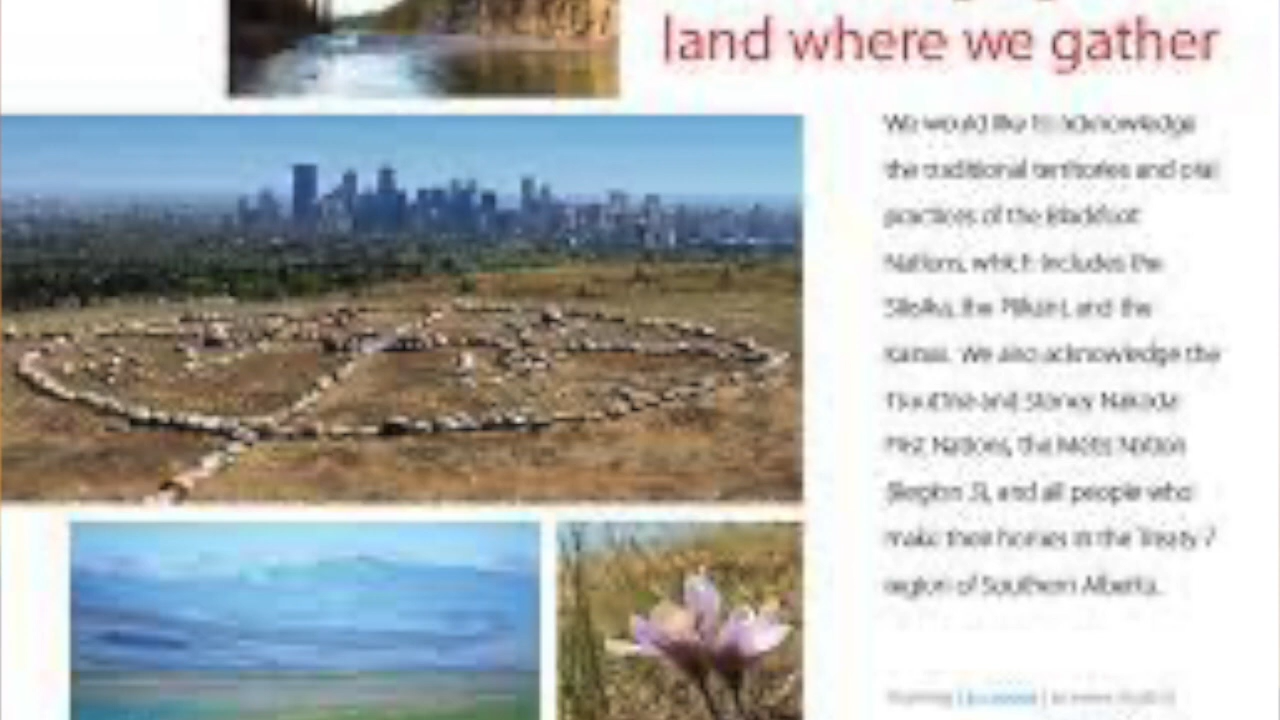 land where we gather
We would like to acknowledge
the traditional territories and oral
practices of the Blackfoot
Nations, which includes the
Siksika, the Piikani, and the
Kainai. We also acknowledge the
Tsuut'ina and Stoney Nakoda
First Nations, the Métis Nation
(Region 3), and all people who
make their homes in the Treaty 7
region of Southern Alberta.